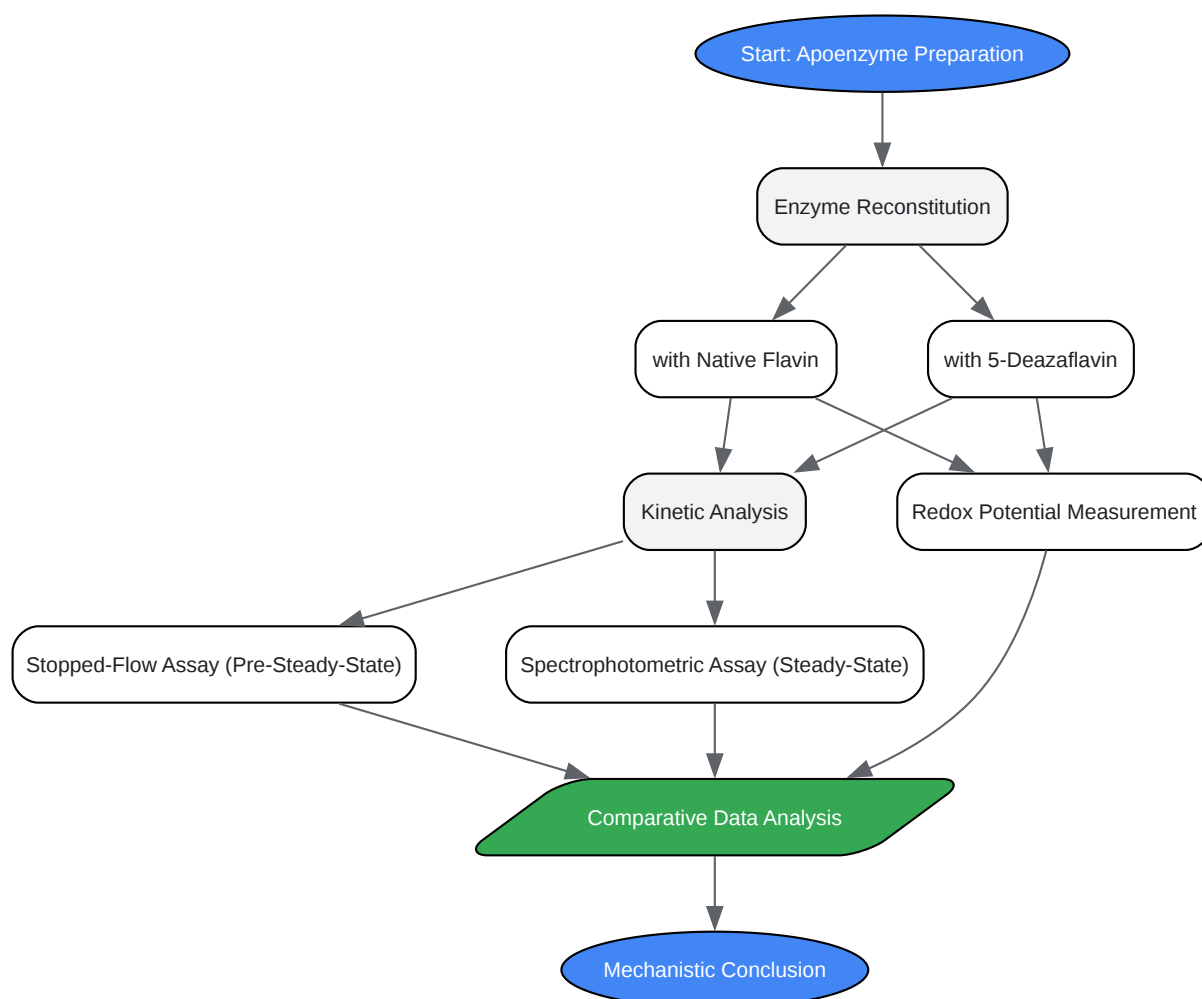 Start: Apoenzyme Preparation
Enzyme Reconstitution
with Native Flavin
with 5-Deazaflavin
Kinetic Analysis
Redox Potential Measurement
Stopped-Flow Assay (Pre-Steady-State)
Spectrophotometric Assay (Steady-State)
Comparative Data Analysis
Mechanistic Conclusion